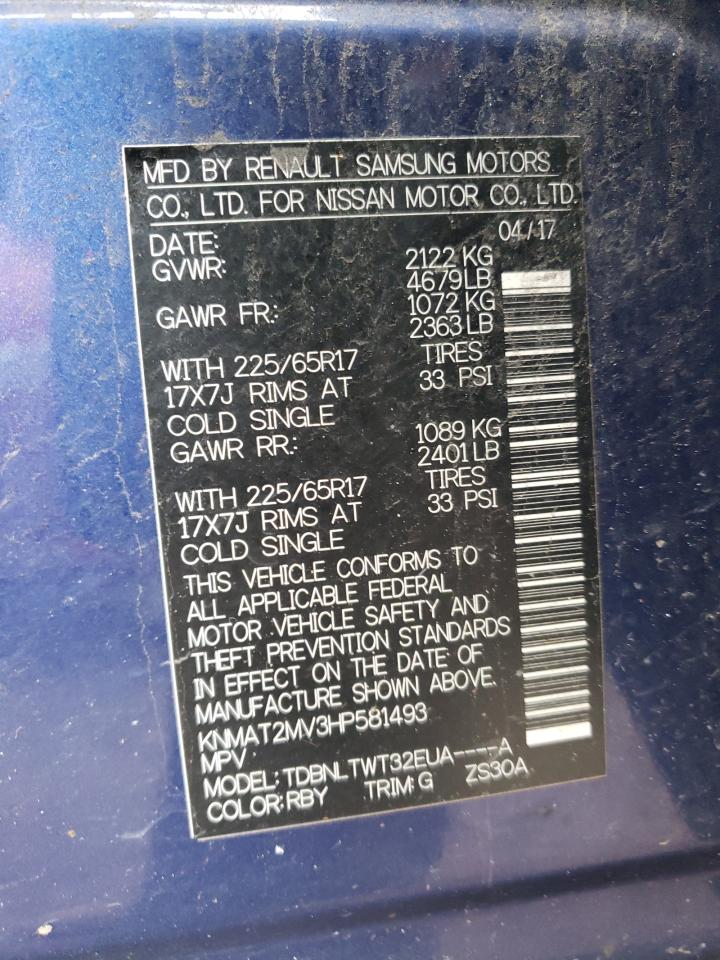 MFD BY RENAULT SAMSUNG MOTORS
CO., LTD. FOR NISSAN MOTOR CO., LTD.
DATE: 04/17
GVWR: 2122 KG
4679LB
GAWR FR.: 1072 KG
2363 LB
WITH 225/65R17 TIRES
17X7J RIMS AT 33 PSI
COLD SINGLE
GAWR RR.: 1089 KG
2401 LB
WITH 225/65R17 TIRES
17X7J RIMS AT 33 PSI
COLD SINGLE
THIS VEHICLE CONFORMS TO
ALL APPLICABLE FEDERAL
MOTOR VEHICLE SAFETY AND
THEFT PREVENTION STANDARDS
IN EFFECT ON THE DATE OF
MANUFACTURE SHOWN ABOVE.
KNMAT2MV3HP581493
MPV
MODEL: TDBNLTWT32EUA----A
COLOR: RBY TRIM: G ZS30A